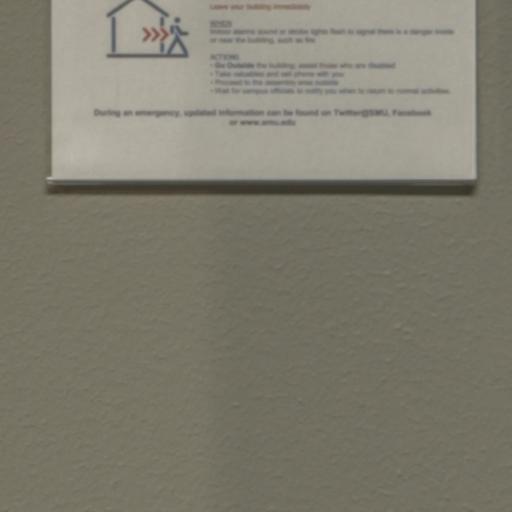 Leave your building immediately
WHEN
Indoor alarms sound or strobe lights flash to signal there is a danger inside
or near the building, such as fire
ACTIONS
• Go Outside the building; assist those who are disabled
• Take valuables and cell phone with you
• Proceed to the assembly area outside
• Wait for campus officials to notify you when to return to normal activities.
During an emergency, updated information can be found on Twitter@SMU, Facebook
or www.smu.edu